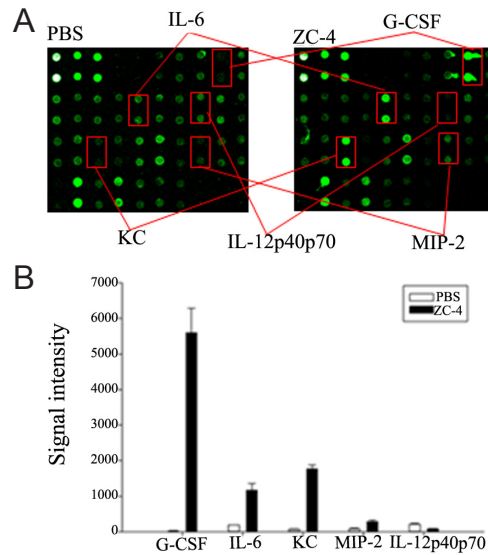 A
PBS
IL-6
ZC-4
G-CSF
KC
IL-12p40p70
MIP-2
B
Signal intensity
7000
6000
5000
4000
3000
2000
1000
0
PBS
ZC-4
G-CSF
IL-6
KC
MIP-2
IL-12p40p70